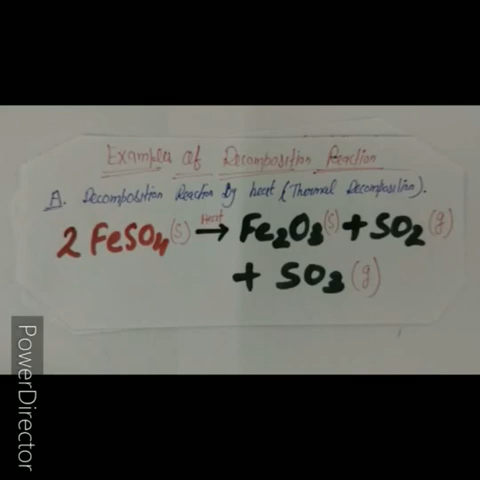 Examples of Decomposition Reaction
A. Decomposition Reaction by heat (Thermal Decomposition).
2 FeSO₄(s) Heat→ Fe₂O₃(s) + SO₂(g)
+ SO₃(g)
PowerDirector